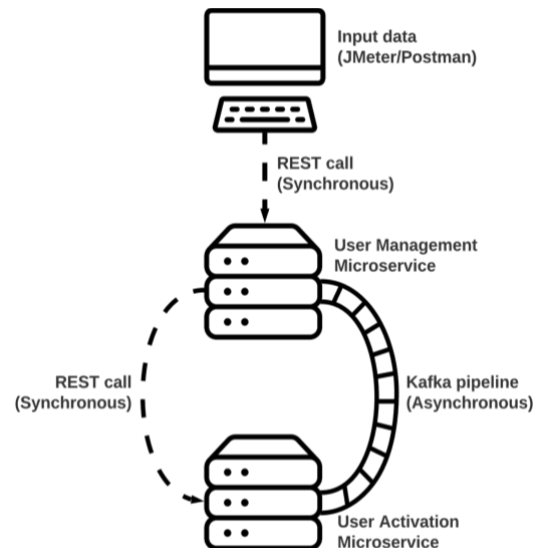 Input data
(JMeter/Postman)
REST call
(Synchronous)
User Management
Microservice
REST call
(Synchronous)
Kafka pipeline
(Asynchronous)
User Activation
Microservice